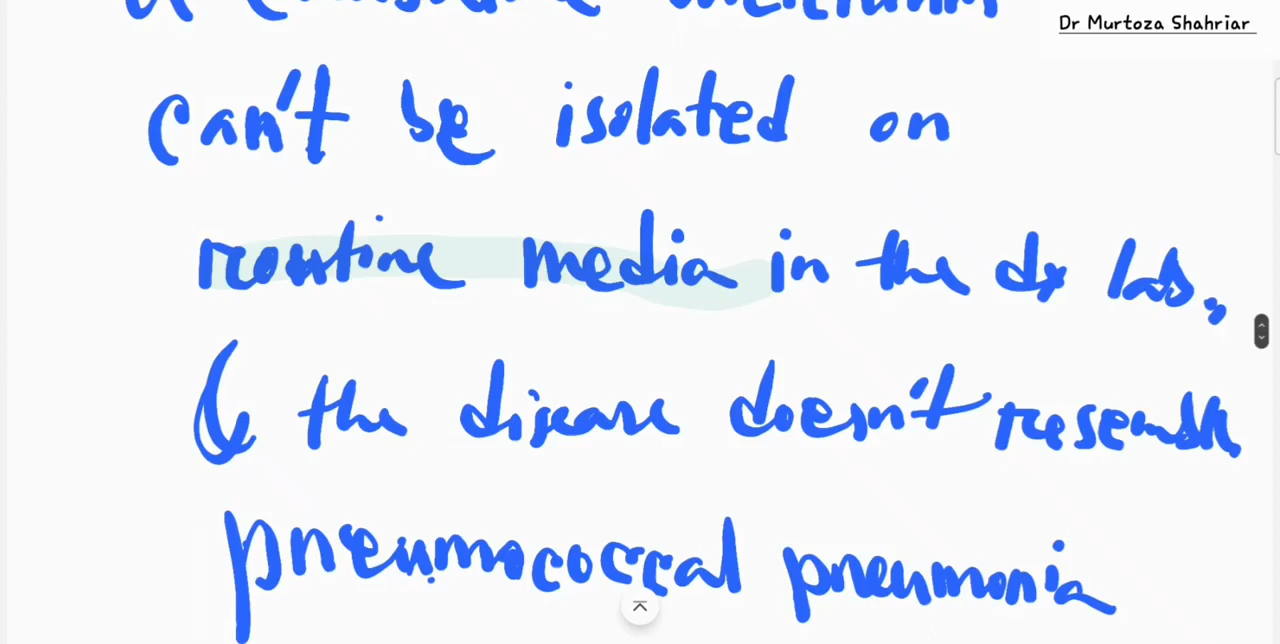 Dr Murtoza Shahriar
a causative
can't be isolated on
routine media in the dx lab,
& the disease doesn't resemble
pneumococcal pneumonia